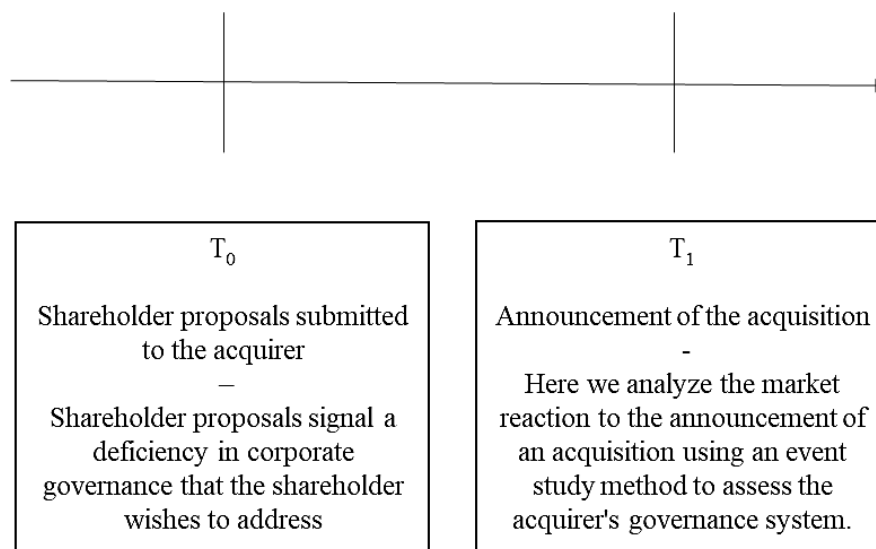 T₀
Shareholder proposals submitted
to the acquirer
–
Shareholder proposals signal a
deficiency in corporate
governance that the shareholder
wishes to address
T₁
Announcement of the acquisition
-
Here we analyze the market
reaction to the announcement of
an acquisition using an event
study method to assess the
acquirer's governance system.